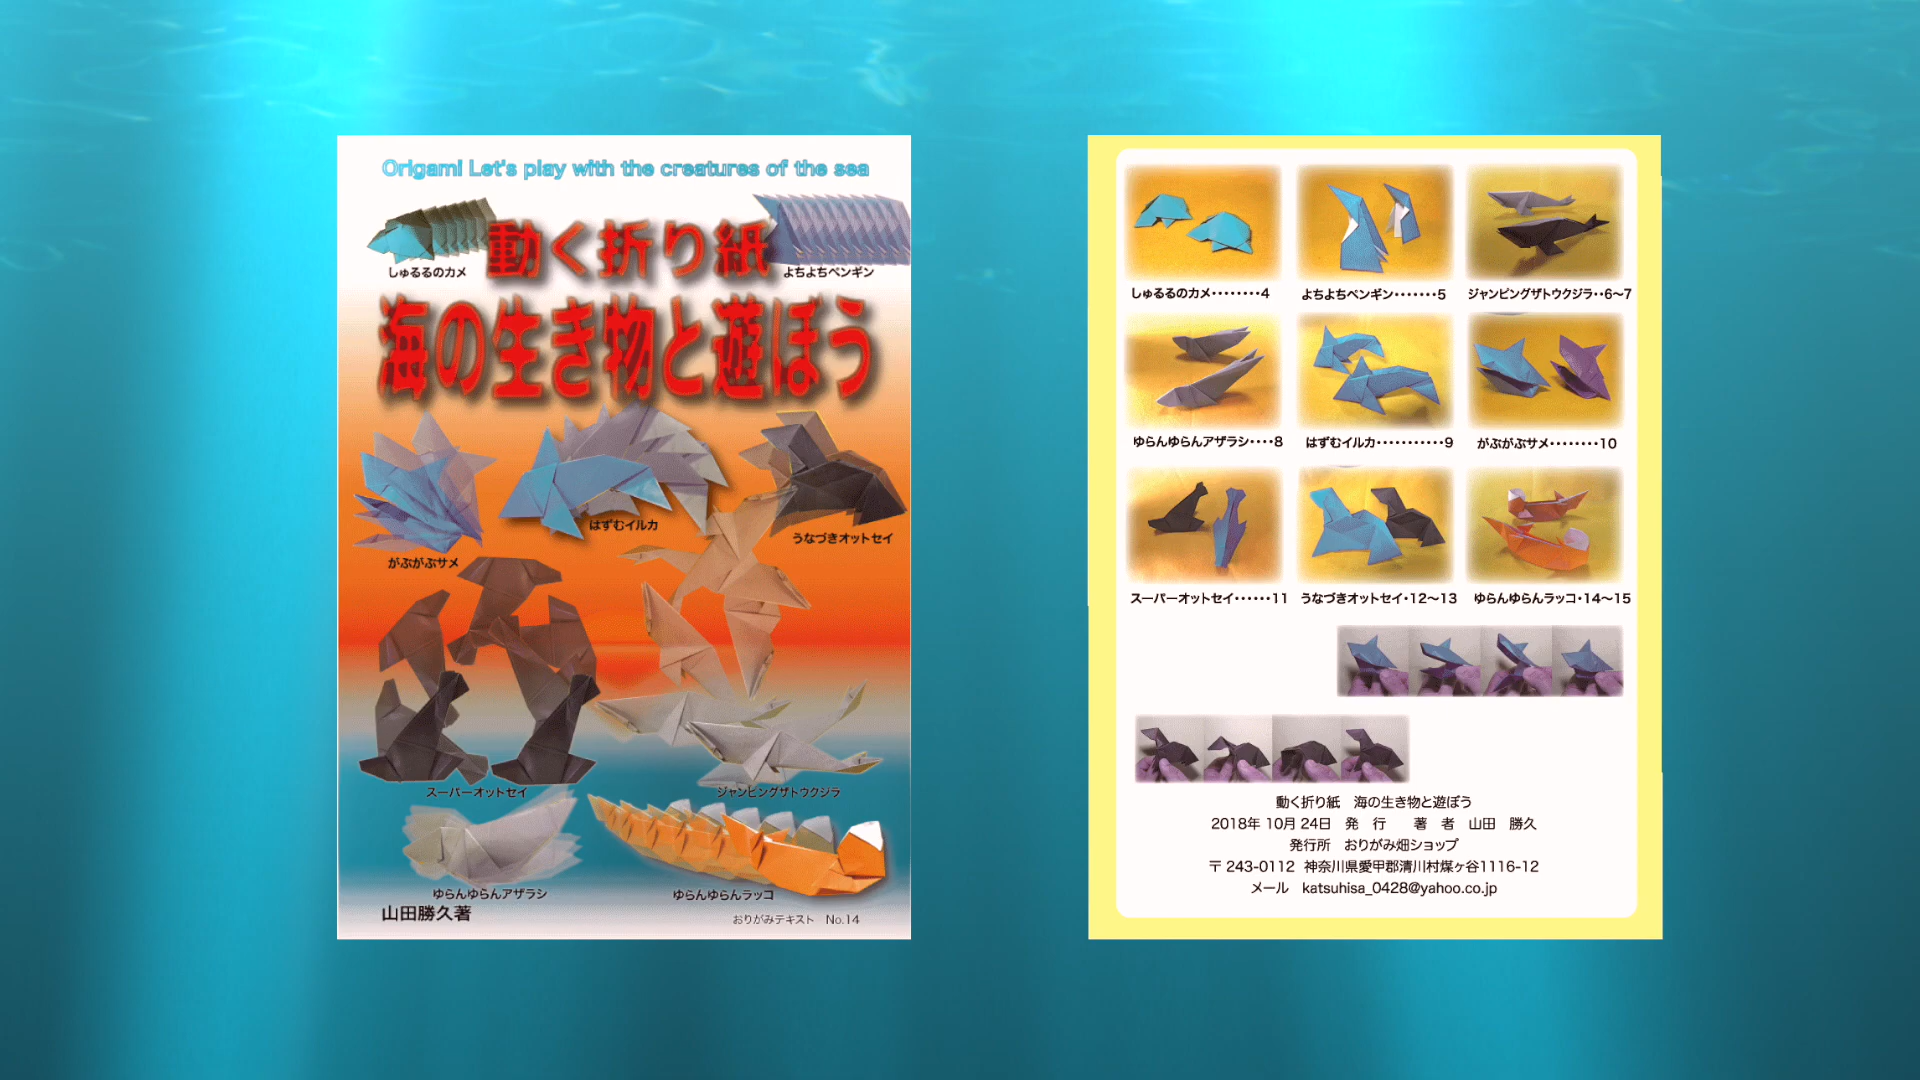 Origami Let's play with the creatures of the sea
動く折り紙
しゅるるのカメ
よちよちペンギン
海の生き物と遊ぼう
はずむイルカ
うなづきオットセイ
がぶがぶサメ
スーパーオットセイ
ジャンピングザトウクジラ
ゆらんゆらんアザラシ
ゆらんゆらんラッコ
山田勝久著
おりがみテキスト　No.14
しゅるるのカメ・・・・・・・・4
よちよちペンギン・・・・・・・5
ジャンピングザトウクジラ・・6〜7
ゆらんゆらんアザラシ・・・・8
はずむイルカ・・・・・・・・・・・9
がぶがぶサメ・・・・・・・・10
スーパーオットセイ・・・・・・11
うなづきオットセイ・12〜13
ゆらんゆらんラッコ・14〜15
動く折り紙　海の生き物と遊ぼう
2018年 10月 24日　発　行　　著　者　山田　勝久
発行所　おりがみ畑ショップ
〒 243-0112 神奈川県愛甲郡清川村煤ヶ谷1116-12
メール　katsuhisa_0428@yahoo.co.jp